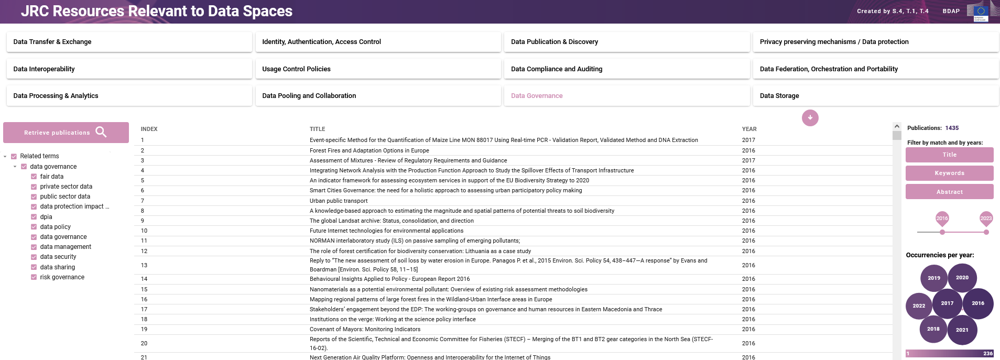 JRC Resources Relevant to Data Spaces
Created by S.4, T.1, T.4
BDAP
Data Transfer & Exchange
Identity, Authentication, Access Control
Data Publication & Discovery
Privacy preserving mechanisms / Data protection
Data Interoperability
Usage Control Policies
Data Compliance and Auditing
Data Federation, Orchestration and Portability
Data Processing & Analytics
Data Pooling and Collaboration
Data Governance
Data Storage
Retrieve publications
Related terms
data governance
fair data
private sector data
public sector data
data protection impact ...
dpia
data policy
data governance
data management
data security
data sharing
risk governance
INDEX TITLE YEAR
1 Event-specific Method for the Quantification of Maize Line MON 88017 Using Real-time PCR - Validation Report, Validated Method and DNA Extraction 2017
2 Forest Fires and Adaptation Options in Europe 2016
3 Assessment of Mixtures - Review of Regulatory Requirements and Guidance 2017
4 Integrating Network Analysis with the Production Function Approach to Study the Spillover Effects of Transport Infrastructure 2016
5 An indicator framework for assessing ecosystem services in support of the EU Biodiversity Strategy to 2020 2016
6 Smart Cities Governance: the need for a holistic approach to assessing urban participatory policy making 2016
7 Urban public transport 2016
8 A knowledge-based approach to estimating the magnitude and spatial patterns of potential threats to soil biodiversity 2016
9 The global Landsat archive: Status, consolidation, and direction 2016
10 Future Internet technologies for environmental applications 2016
11 NORMAN interlaboratory study (ILS) on passive sampling of emerging pollutants; 2016
12 The role of forest certification for biodiversity conservation: Lithuania as a case study 2016
13 Reply to “The new assessment of soil loss by water erosion in Europe. Panagos P. et al., 2015 Environ. Sci. Policy 54, 438–447—A response” by Evans and
Boardman [Environ. Sci. Policy 58, 11–15] 2016
14 Behavioural Insights Applied to Policy - European Report 2016 2016
15 Nanomaterials as a potential environmental pollutant: Overview of existing risk assessment methodologies 2016
16 Mapping regional patterns of large forest fires in the Wildland-Urban Interface areas in Europe 2016
17 Stakeholders’ engagement beyond the EDP: The working-groups on governance and human resources in Eastern Macedonia and Thrace 2016
18 Institutions on the verge: Working at the science policy interface 2016
19 Covenant of Mayors: Monitoring Indicators 2016
20 Reports of the Scientific, Technical and Economic Committee for Fisheries (STECF) – Merging of the BT1 and BT2 gear categories in the North Sea (STECF-
16-02). 2016
21 Next Generation Air Quality Platform: Openness and Interoperability for the Internet of Things 2016
Publications: 1435
Filter by match and by years:
Title
Keywords
Abstract
2016 2023
Occurrencies per year:
2019 2020
2022 2017 2016
2018 2021
1 236